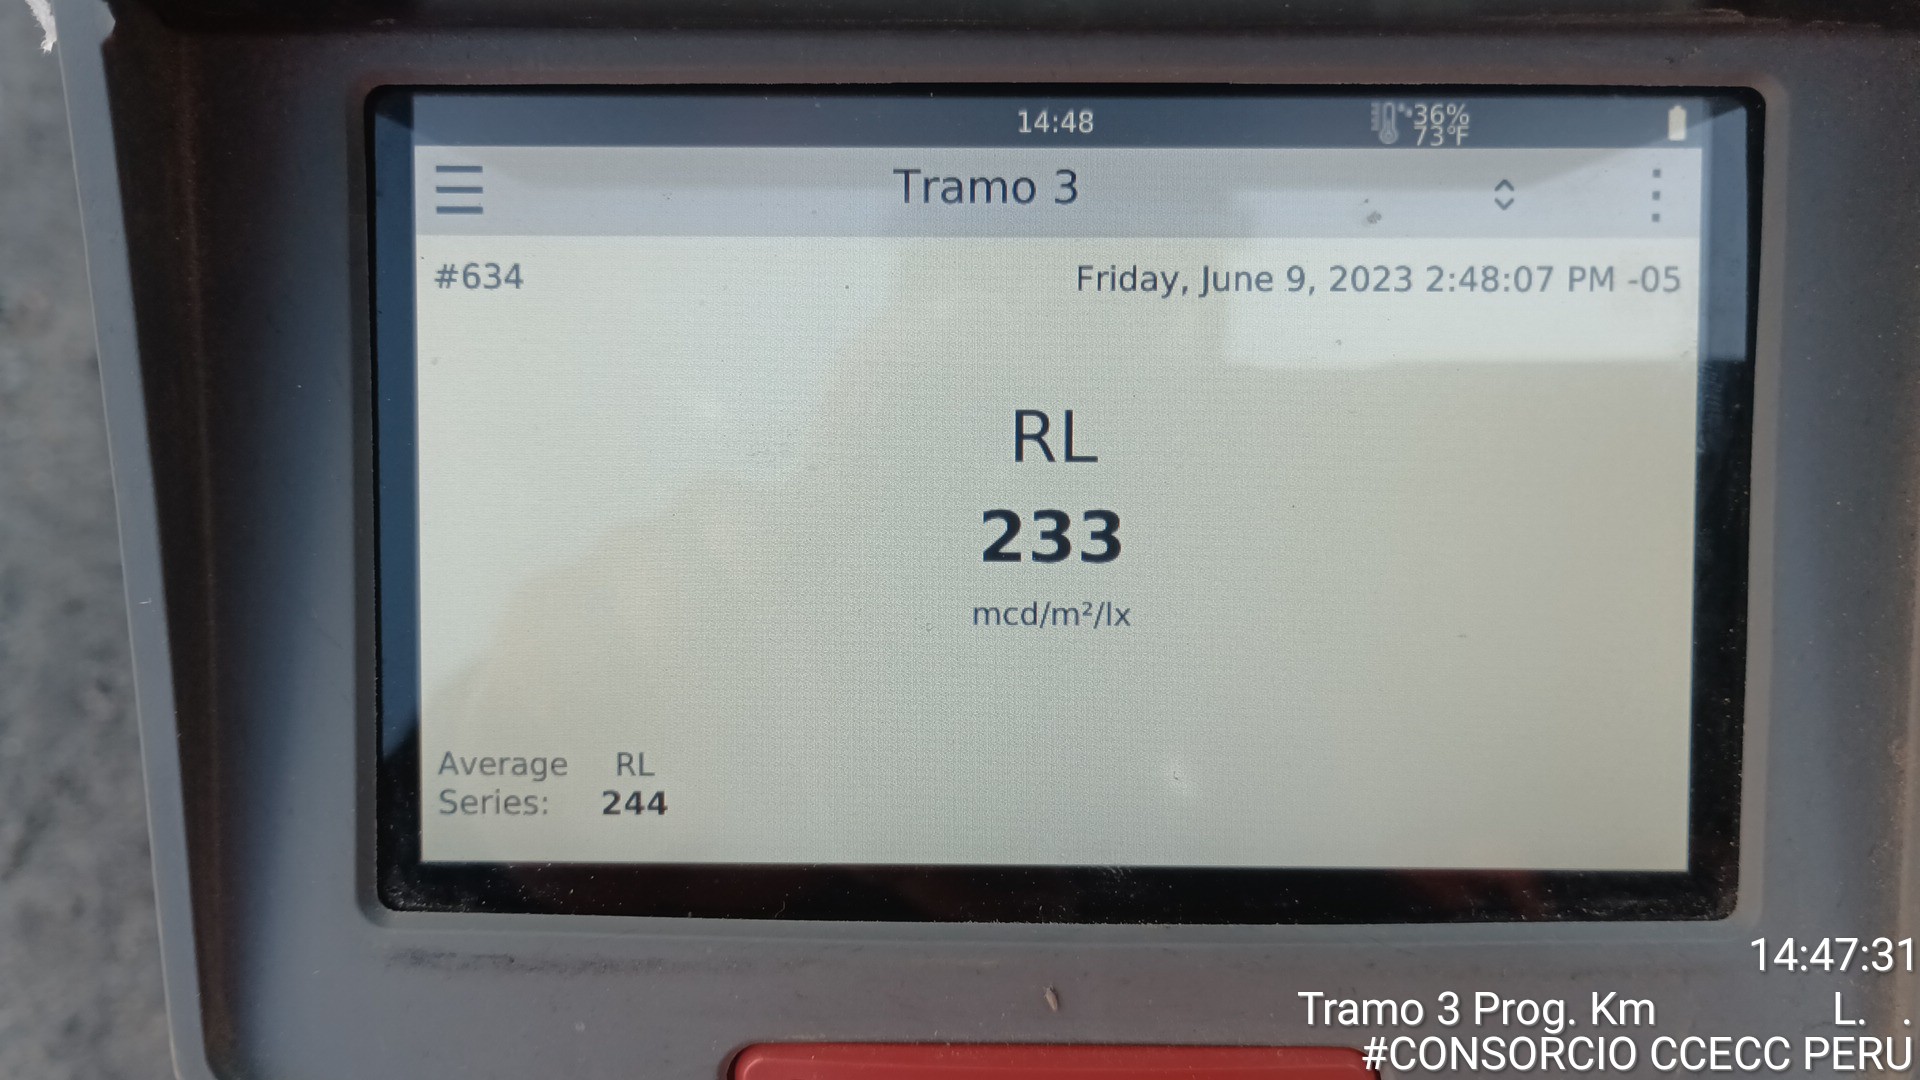 14:48
36%
73°F
Tramo 3
#634
Friday, June 9, 2023 2:48:07 PM -05
RL
233
mcd/m²/lx
Average RL
Series: 244
14:47:31
Tramo 3 Prog. Km L. .
#CONSORCIO CCECC PERU